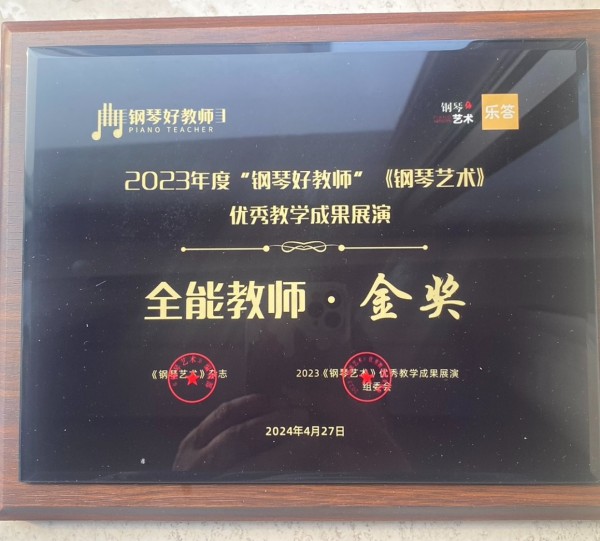 钢琴好教师
PIANO TEACHER
钢琴
艺术
乐答
2023年度“钢琴好教师”《钢琴艺术》
优秀教学成果展演
全能教师·金奖
《钢琴艺术》杂志
2023《钢琴艺术》优秀教学成果展演
组委会
2024年4月27日